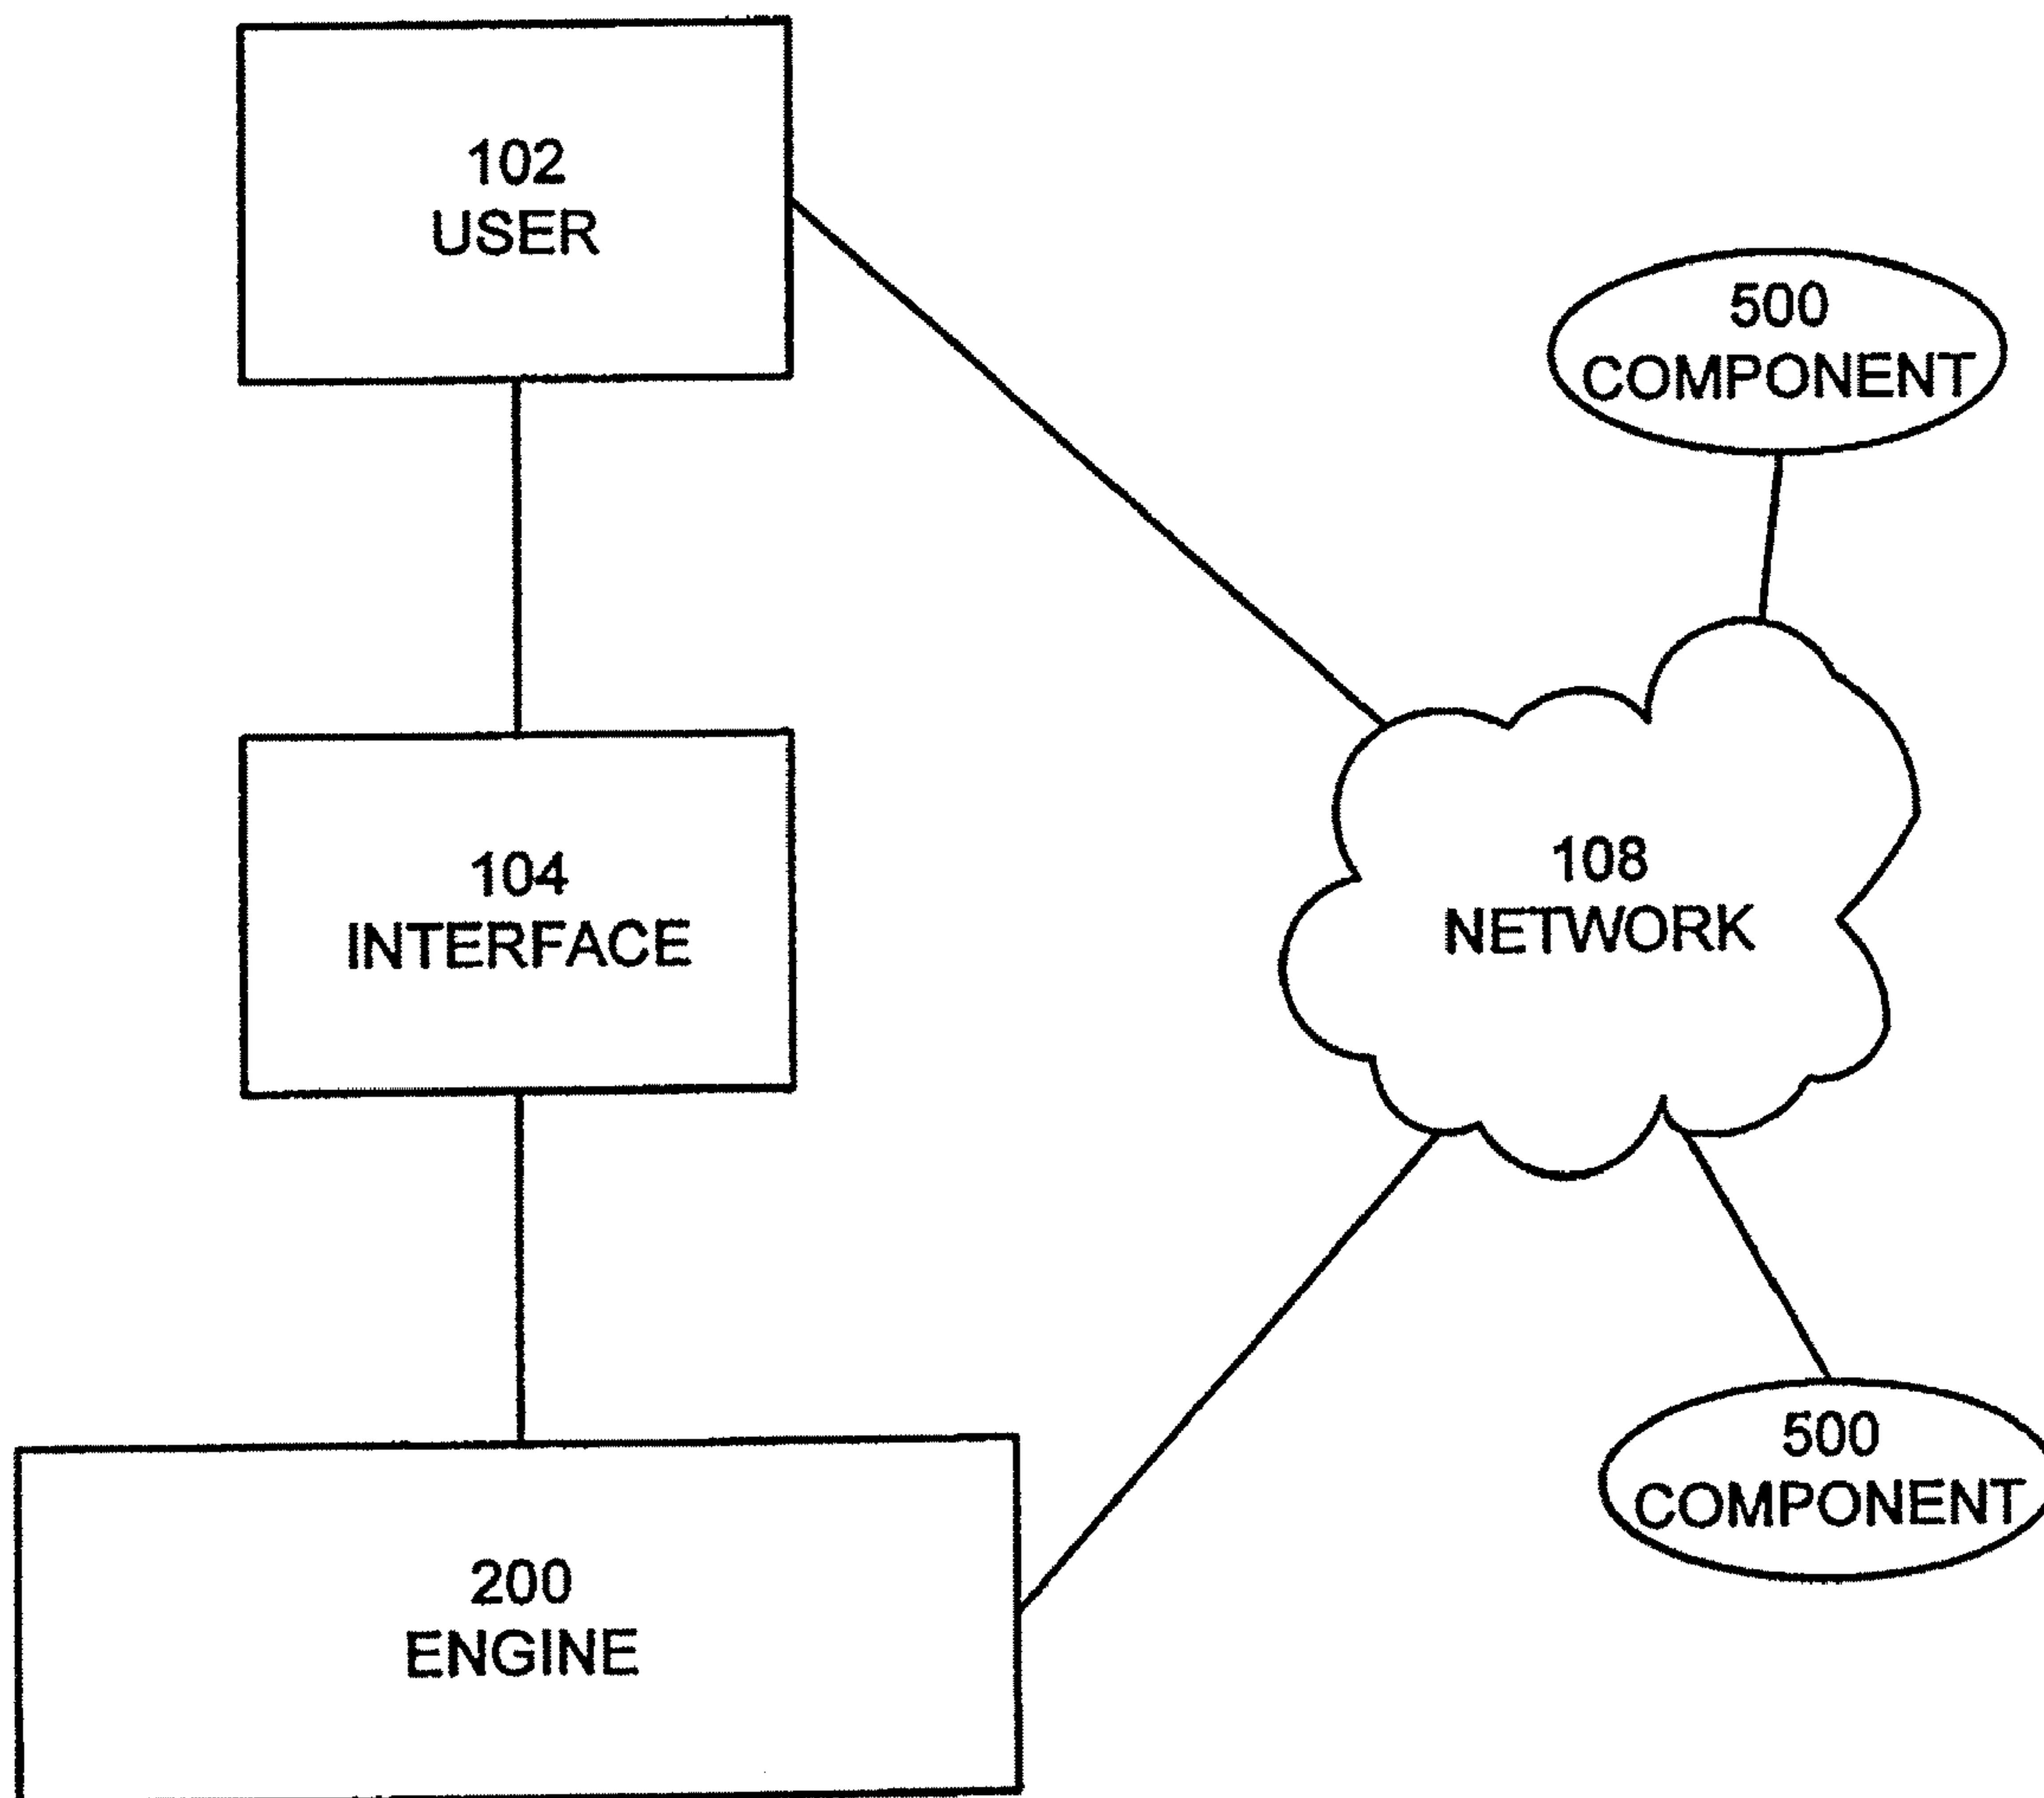 102
USER
500
COMPONENT
104
INTERFACE
108
NETWORK
500
COMPONENT
200
ENGINE